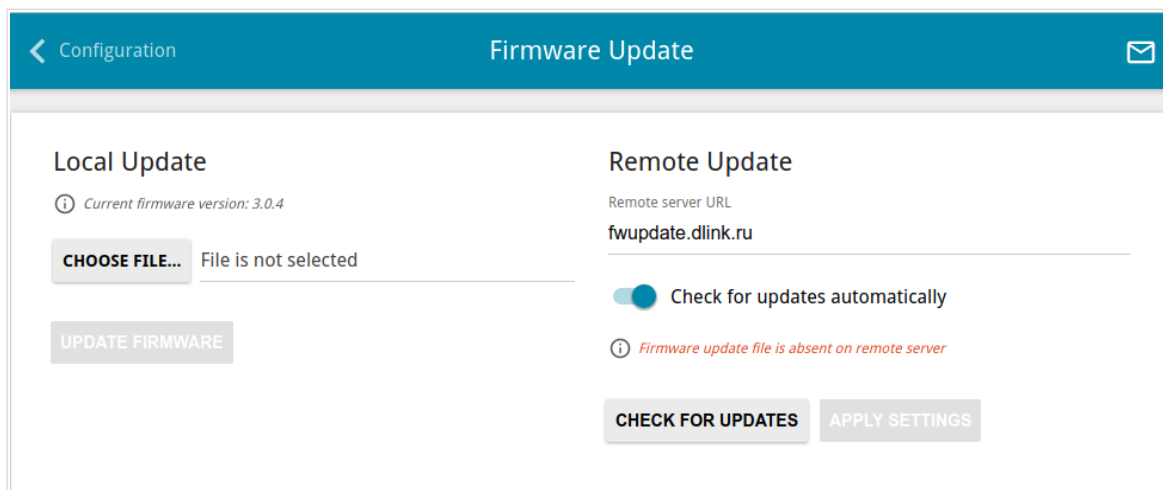 Configuration
Firmware Update
Local Update
Current firmware version: 3.0.4
CHOOSE FILE... File is not selected
UPDATE FIRMWARE
Remote Update
Remote server URL
fwupdate.dlink.ru
Check for updates automatically
Firmware update file is absent on remote server
CHECK FOR UPDATES APPLY SETTINGS